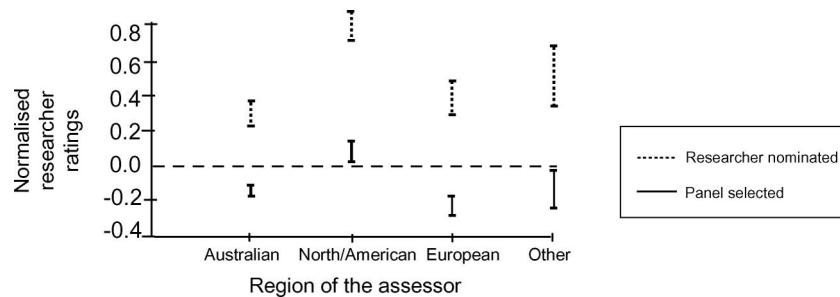 0.8
0.6
0.4
0.2
0.0
-0.2
-0.4
Normalised
researcher
ratings
Australian North/American European Other
Region of the assessor
Researcher nominated
Panel selected